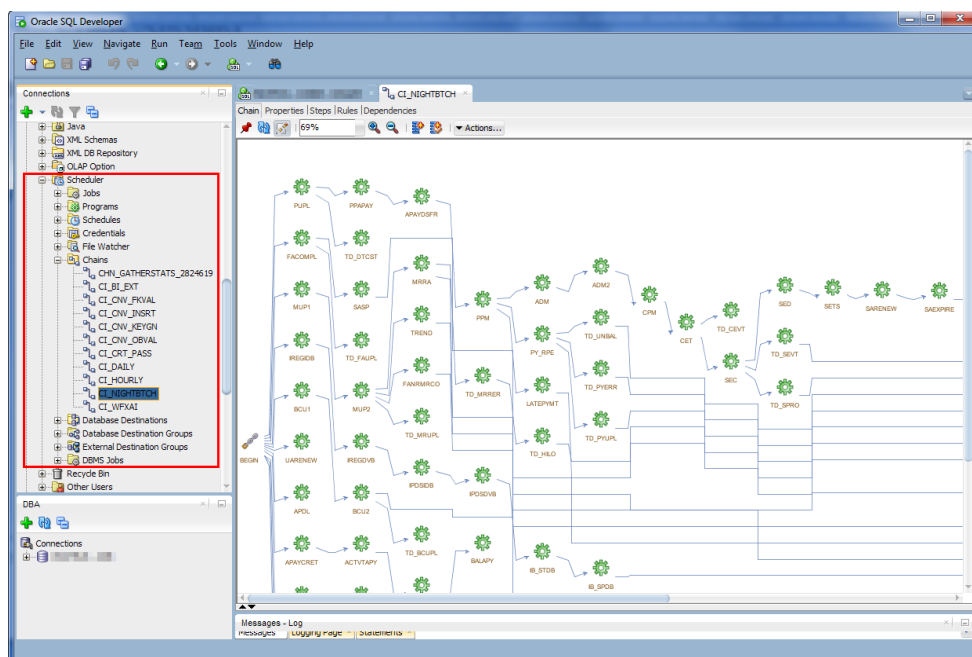 Oracle SQL Developer
File Edit View Navigate Run Team Tools Window Help
Connections
Java
XML Schemas
XML DB Repository
OLAP Option
Scheduler
Jobs
Programs
Schedules
Credentials
File Watcher
Chains
CHN_GATHERSTATS_2824619
CI_BI_EXT
CI_CNV_FKVAL
CI_CNV_INSRT
CI_CNV_KEYGN
CI_CNV_OBVAL
CI_CRT_PASS
CI_DAILY
CI_HOURLY
CI_NIGHTBTCH
CI_WFXAI
Database Destinations
Database Destination Groups
External Destination Groups
DBMS Jobs
Recycle Bin
Other Users
DBA
Connections
CI_NIGHTBTCH
Chain Properties Steps Rules Dependencies
69% Actions...
PUPL PPAPAY APAYDSFR
FACOMPL TD_DTCST
MUP1 SASP MRRA PPM ADM ADM2 CPM TD_CEVT SED SETS SARENEW SAEXPIRE
IREGIDB TD_FAUPL TREND PY_RPE TD_UNBAL CET TD_SEVT
BCU1 MUP2 FANRMRCO TD_MRRER LATEPYMT TD_PYERR SEC TD_SPRO
BEGIN UARENEW IREGDVB TD_MRUPL TD_HILO TD_PYUPL
APDL BCU2 IPDSIDB IPDSDVB
APAYCRET ACTVTAPY TD_BCUPL BALAPY IB_STDB IB_SPDB
Messages - Log
Messages Logging Page Statements